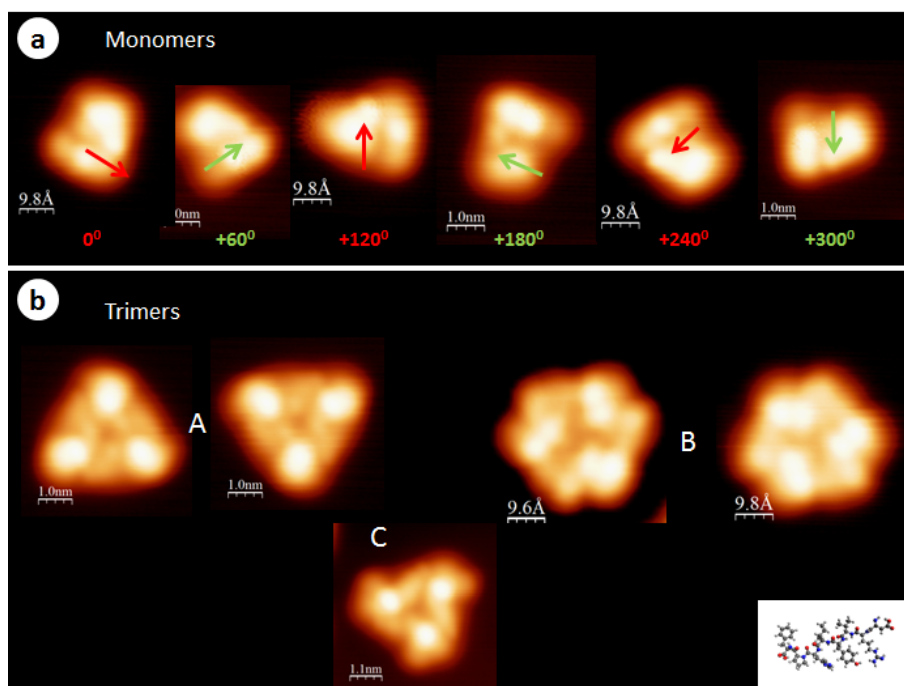 a Monomers
9.8Å 0nm 9.8Å 1.0nm 9.8Å 1.0nm
0⁰ +60⁰ +120⁰ +180⁰ +240⁰ +300⁰
b
Trimers
A B
1.0nm 1.0nm 9.6Å 9.8Å
C
1.1nm